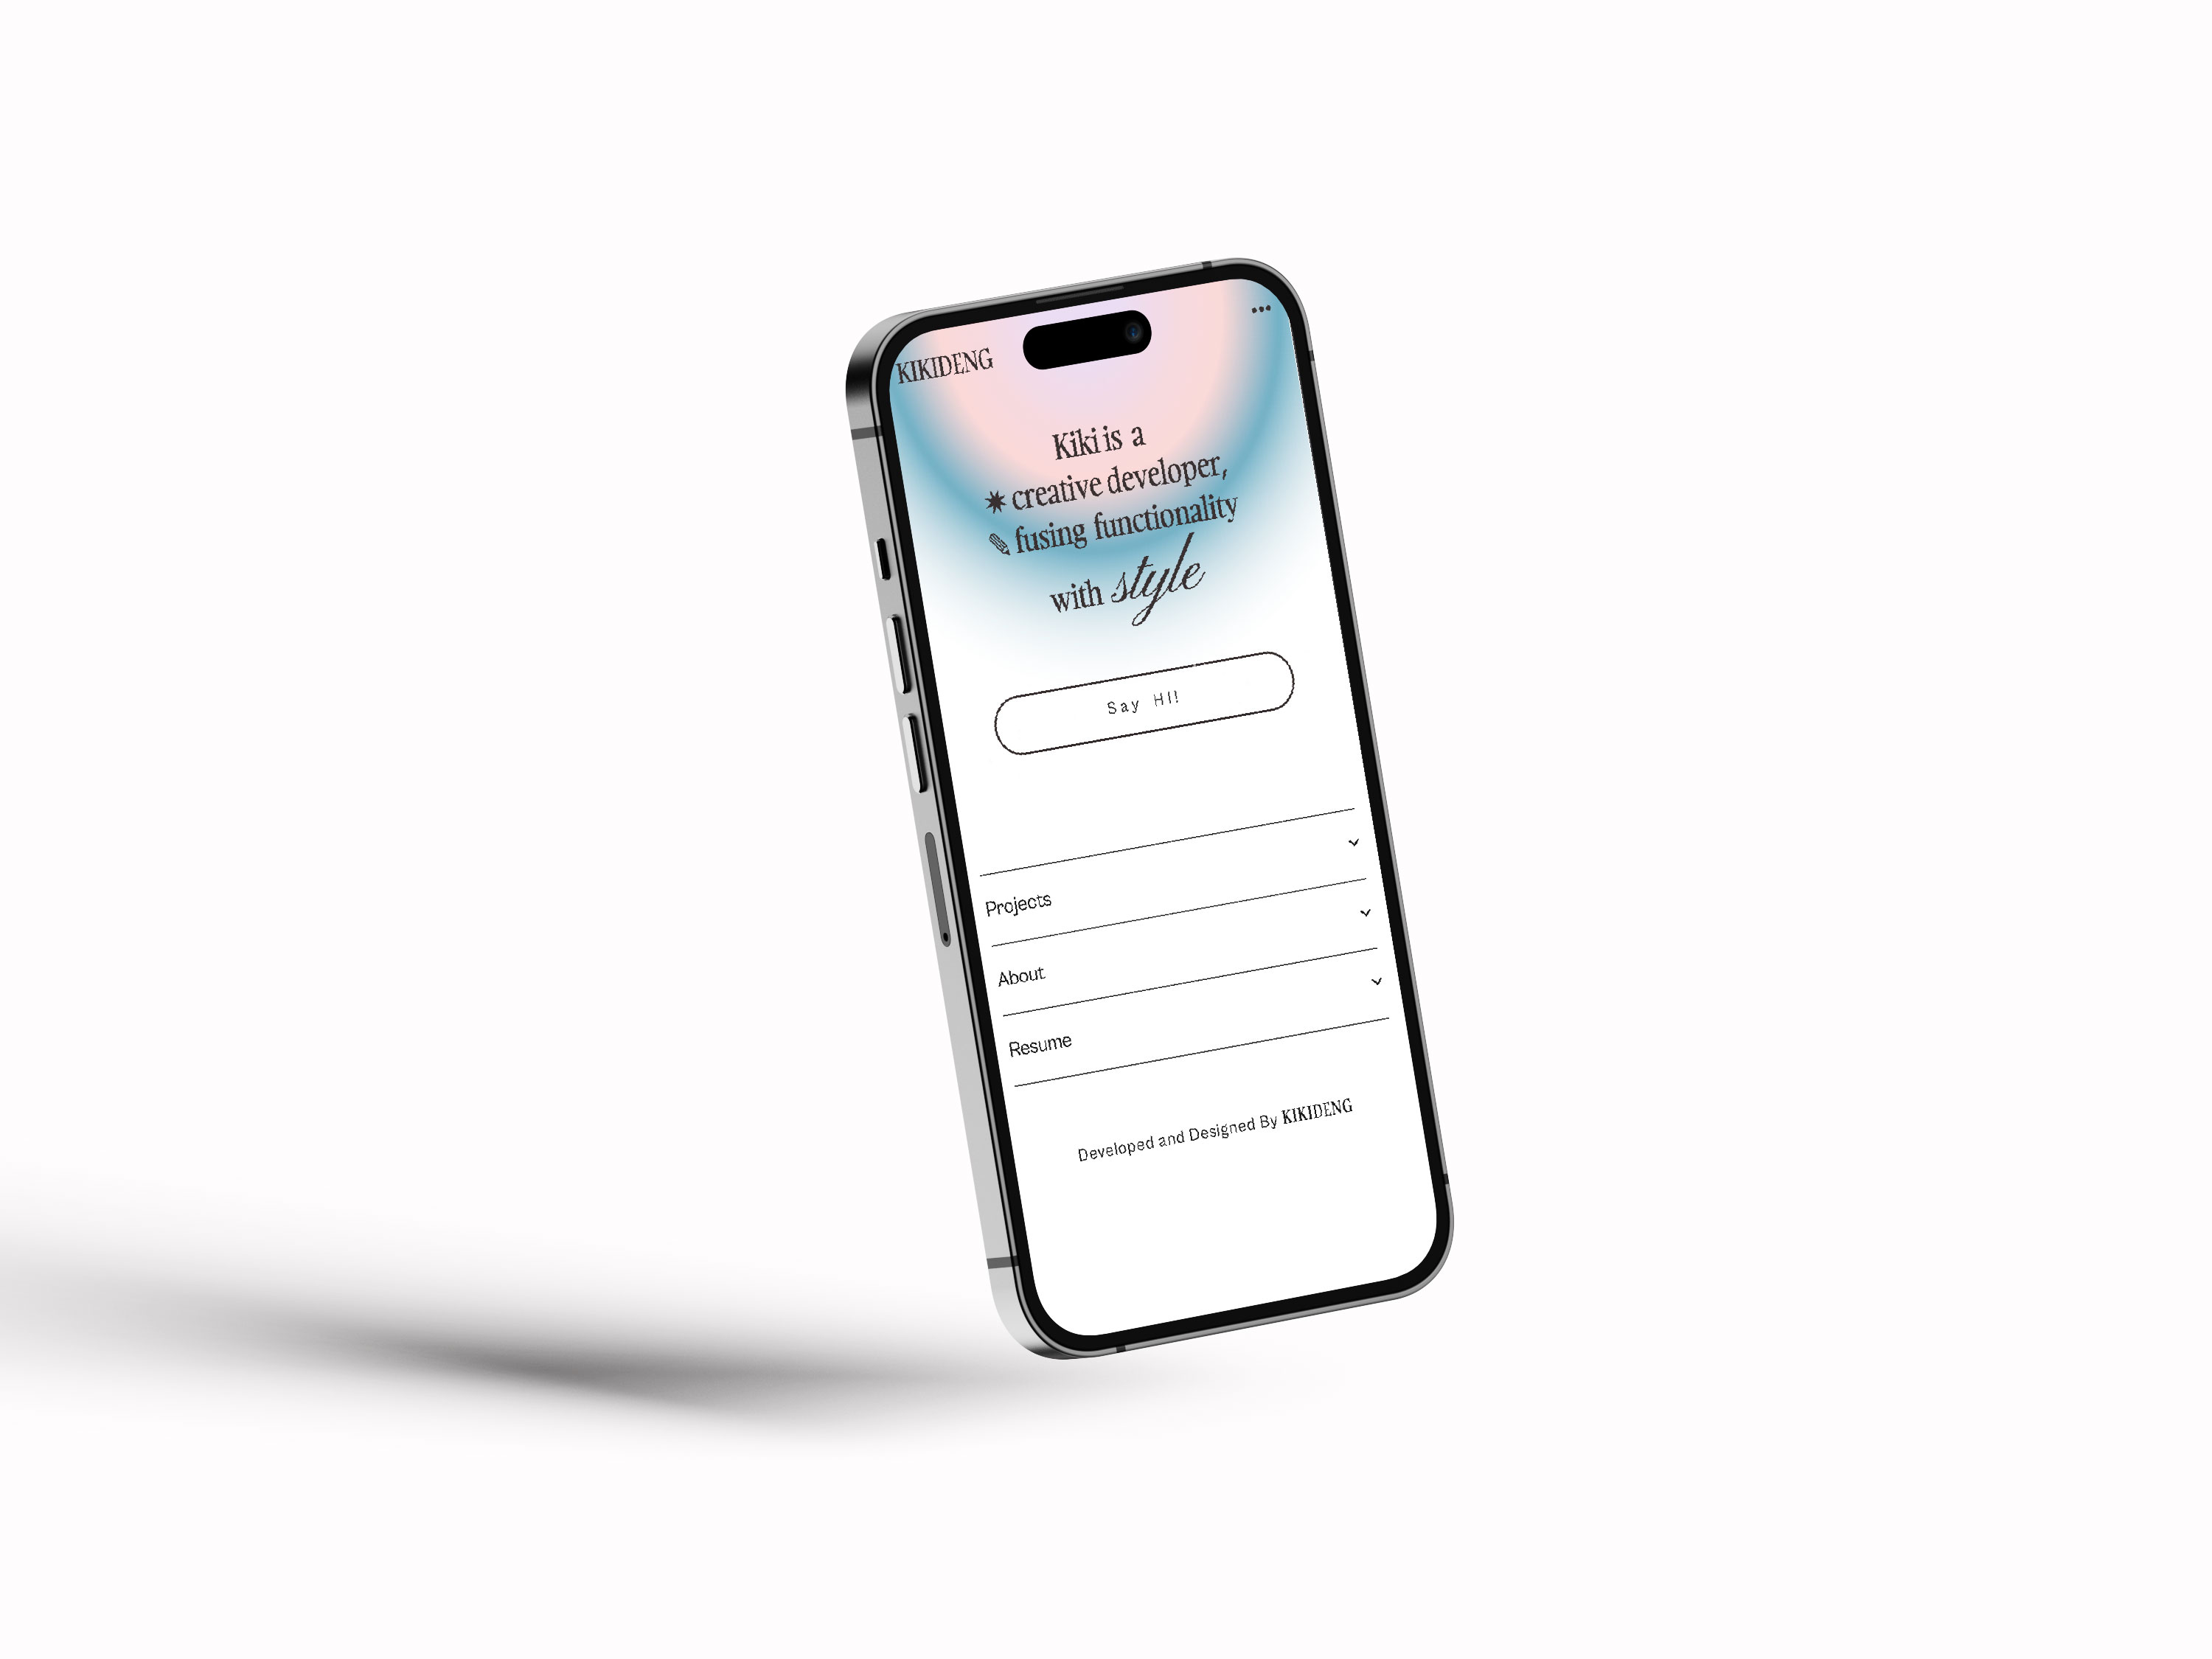 KIKIDENG
Kiki is a
creative developer,
fusing functionality
with style
Say HI!
Projects
About
Resume
Developed and Designed By KIKIDENG